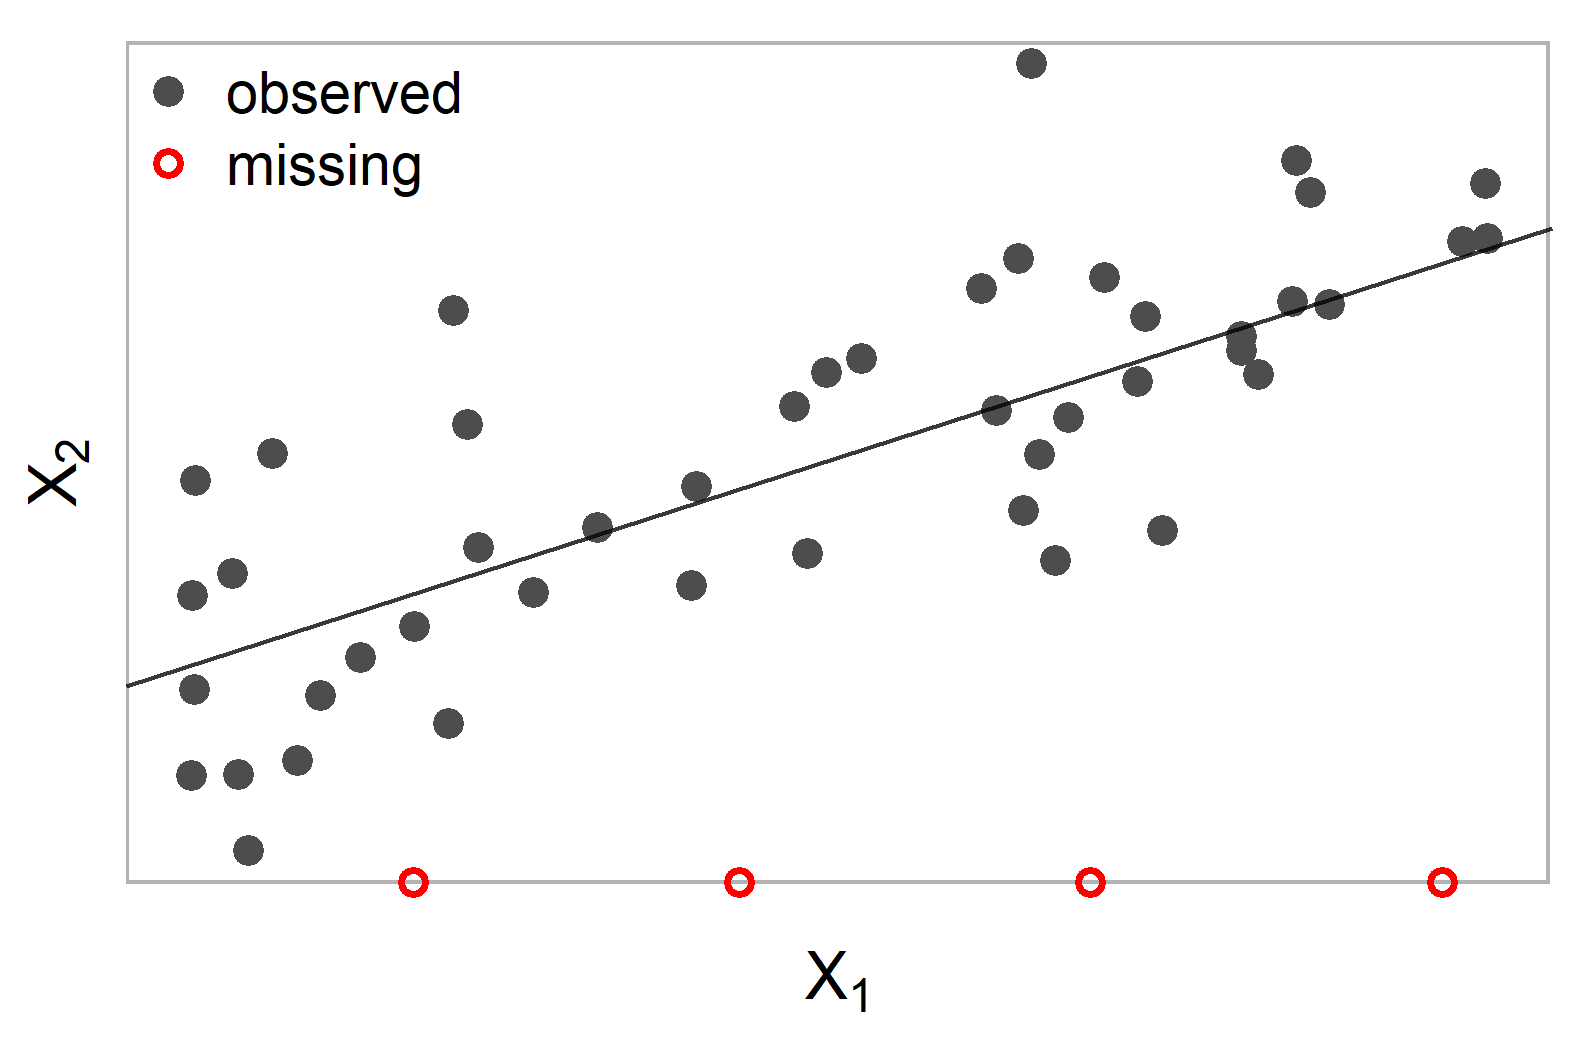 observed
missing
X₂
X₁